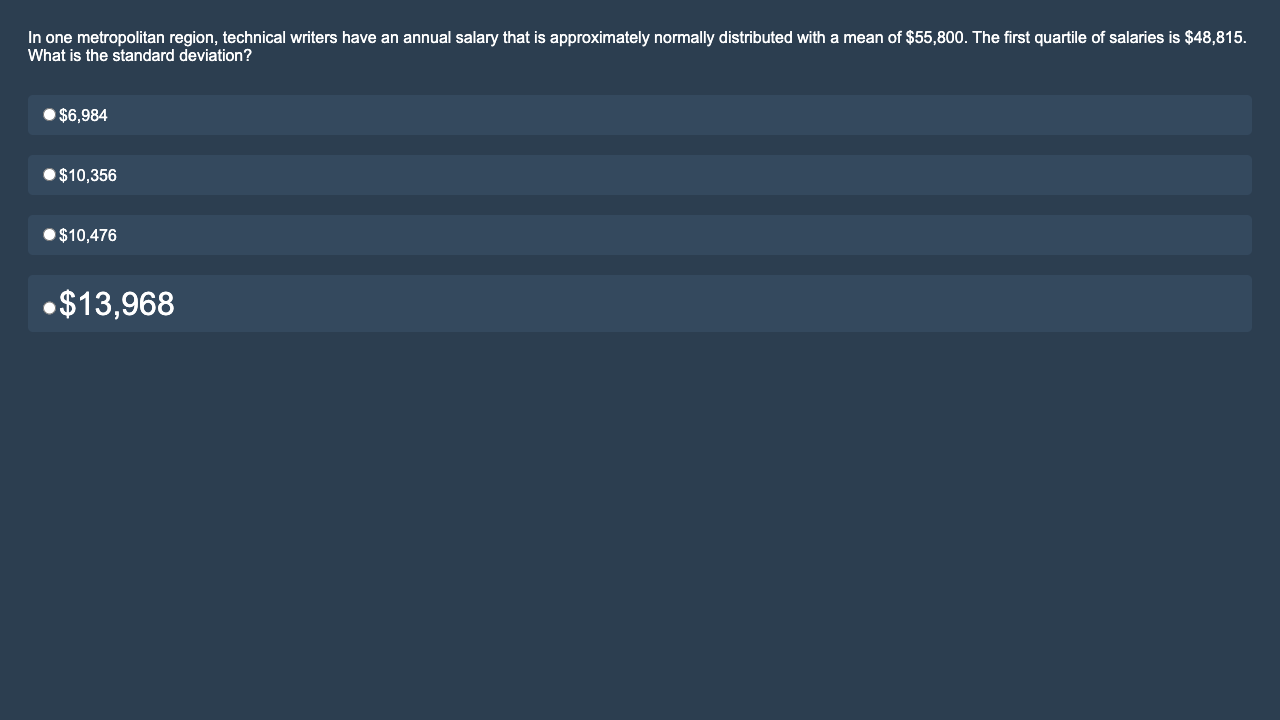 In one metropolitan region, technical writers have an annual salary that is approximately normally distributed with a mean of $55,800. The first quartile of salaries is $48,815.
What is the standard deviation?
$6,984
$10,356
$10,476
$13,968